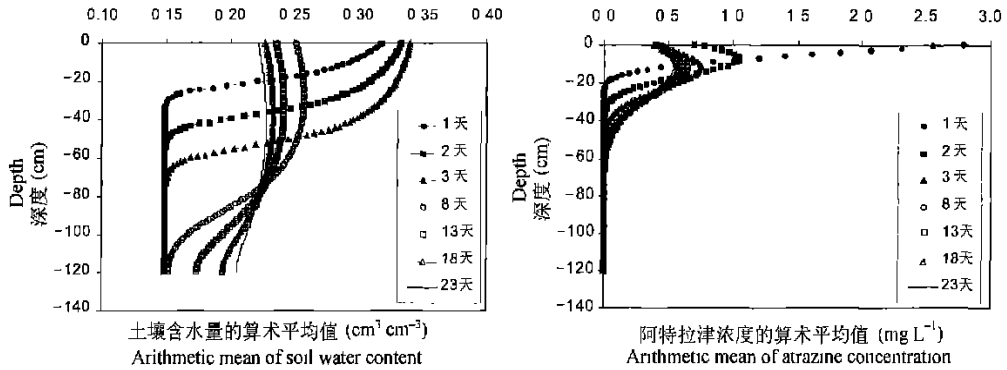 0.10 0.15 0.20 0.25 0.30 0.35 0.40
0
-20
-40
-60
-80
-100
-120
-140
Depth
深度 (cm)
1天
2天
3天
8天
13天
18天
23天
土壤含水量的算术平均值 (cm³ cm⁻³)
Arithmetic mean of soil water content
0.0 0.5 1.0 1.5 2.0 2.5 3.0
0
-20
-40
-60
-80
-100
-120
-140
Depth
深度 (cm)
1天
2天
3天
8天
13天
18天
23天
阿特拉津浓度的算术平均值 (mg L⁻¹)
Arithmetic mean of atrazine concentration